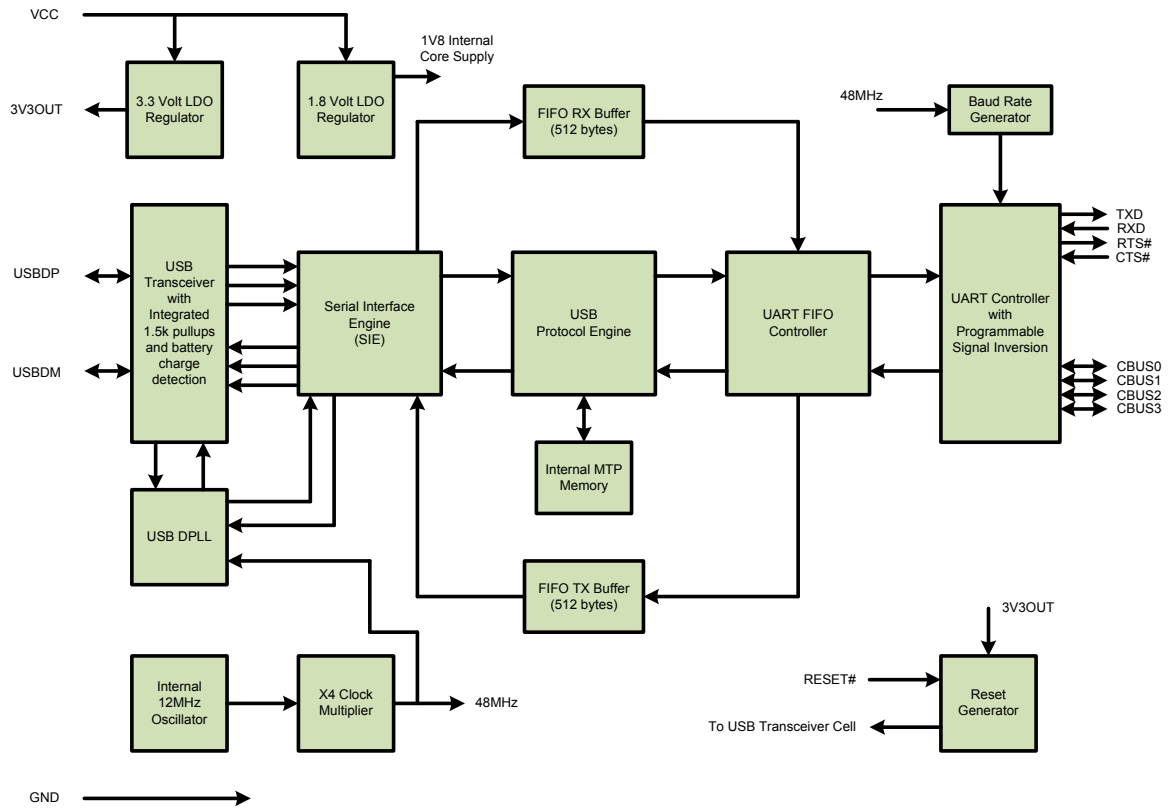 VCC
1V8 Internal
Core Supply
3.3 Volt LDO
Regulator
1.8 Volt LDO
Regulator
3V3OUT
FIFO RX Buffer
(512 bytes)
48MHz
Baud Rate
Generator
USBDP
USBDM
USB
Transceiver
with
Integrated
1.5k pullups
and battery
charge
detection
Serial Interface
Engine
(SIE)
USB
Protocol Engine
UART FIFO
Controller
UART Controller
with
Programmable
Signal Inversion
TXD
RXD
RTS#
CTS#
CBUS0
CBUS1
CBUS2
CBUS3
Internal MTP
Memory
USB DPLL
FIFO TX Buffer
(512 bytes)
3V3OUT
Internal
12MHz
Oscillator
X4 Clock
Multiplier
48MHz
RESET#
To USB Transceiver Cell
Reset
Generator
GND